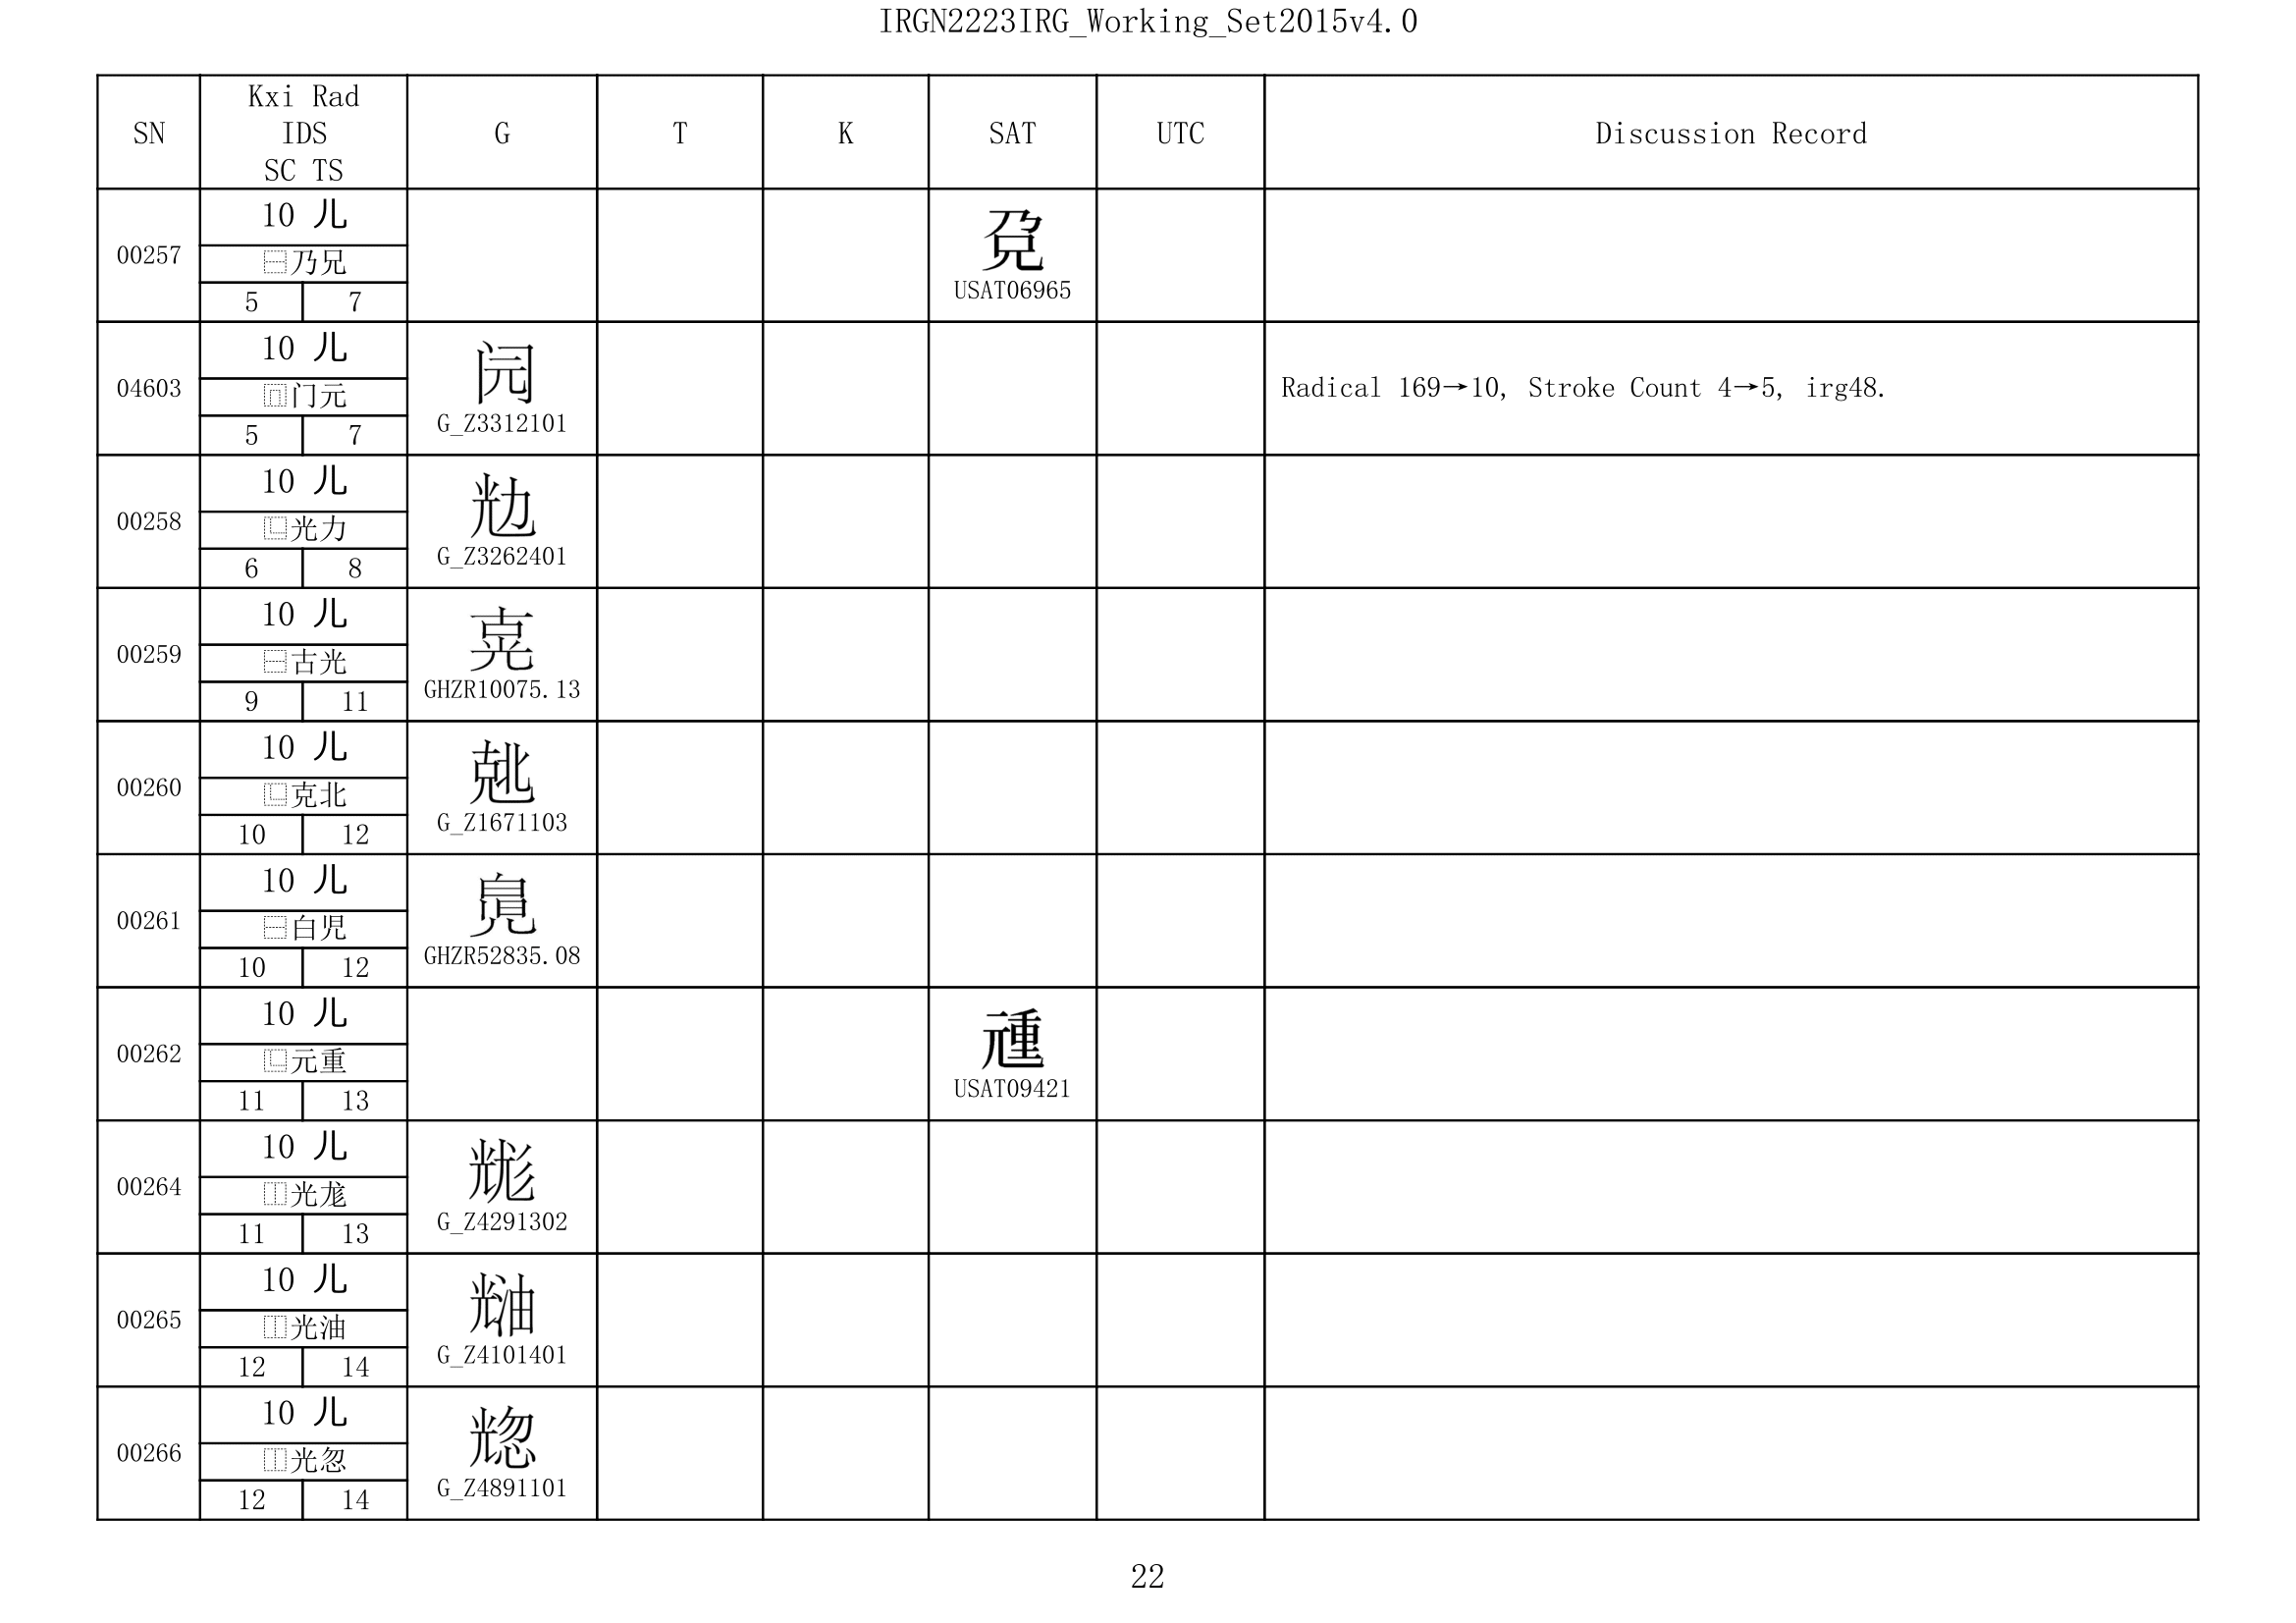 IRGN2223IRG_Working_Set2015v4.0
SN
Kxi Rad
IDS
SC TS
G
T
K
SAT
UTC
Discussion Record
00257
10 儿
⿱乃兄
5 7
USAT06965
04603
10 儿
⿵门元
5 7
G_Z3312101
Radical 169→10, Stroke Count 4→5, irg48.
00258
10 儿
⿺光力
6 8
G_Z3262401
00259
10 儿
⿱古光
9 11
GHZR10075.13
00260
10 儿
⿺克北
10 12
G_Z1671103
00261
10 儿
⿱白児
10 12
GHZR52835.08
00262
10 儿
⿺元重
11 13
USAT09421
00264
10 儿
⿰光尨
11 13
G_Z4291302
00265
10 儿
⿰光油
12 14
G_Z4101401
00266
10 儿
⿰光忽
12 14
G_Z4891101
22